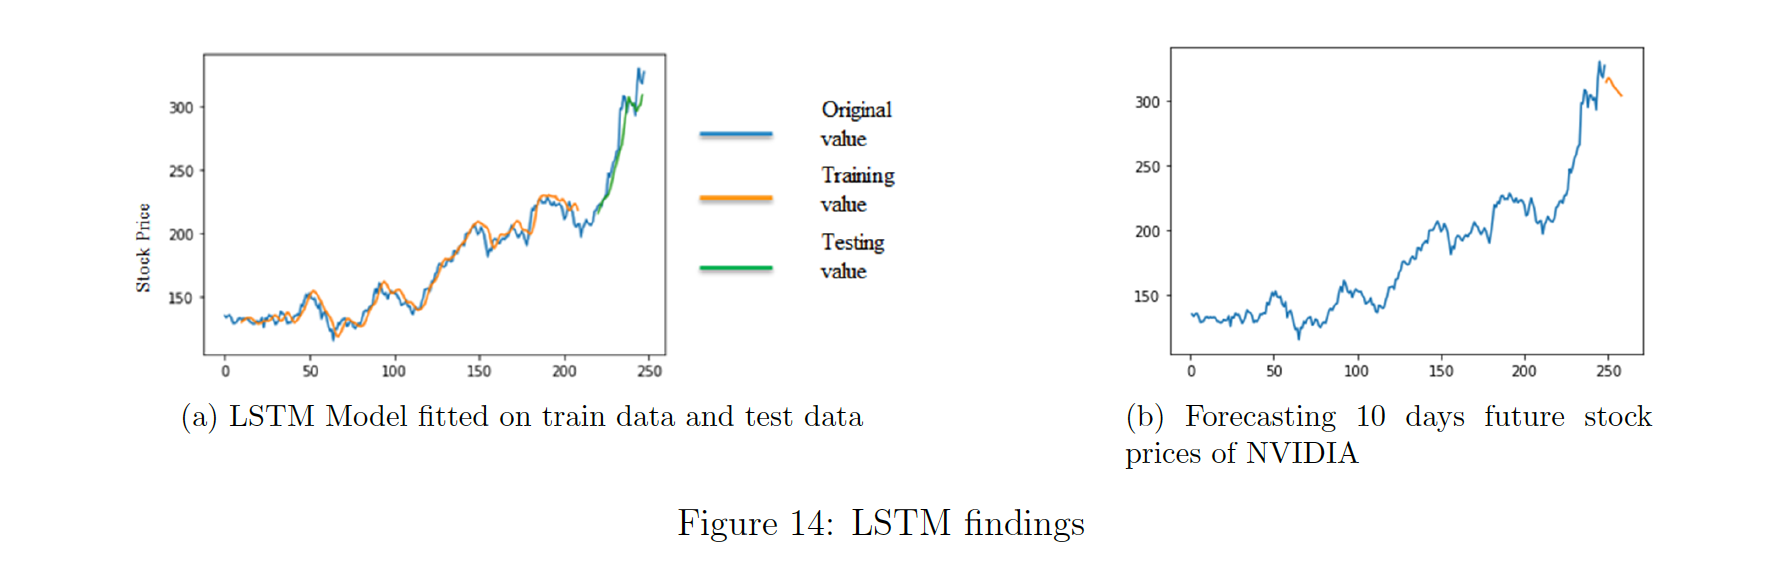 300
250
200
150
Stock Price
0 50 100 150 200 250
Original
value
Training
value
Testing
value
(a) LSTM Model fitted on train data and test data
300
250
200
150
0 50 100 150 200 250
(b) Forecasting 10 days future stock
prices of NVIDIA
Figure 14: LSTM findings